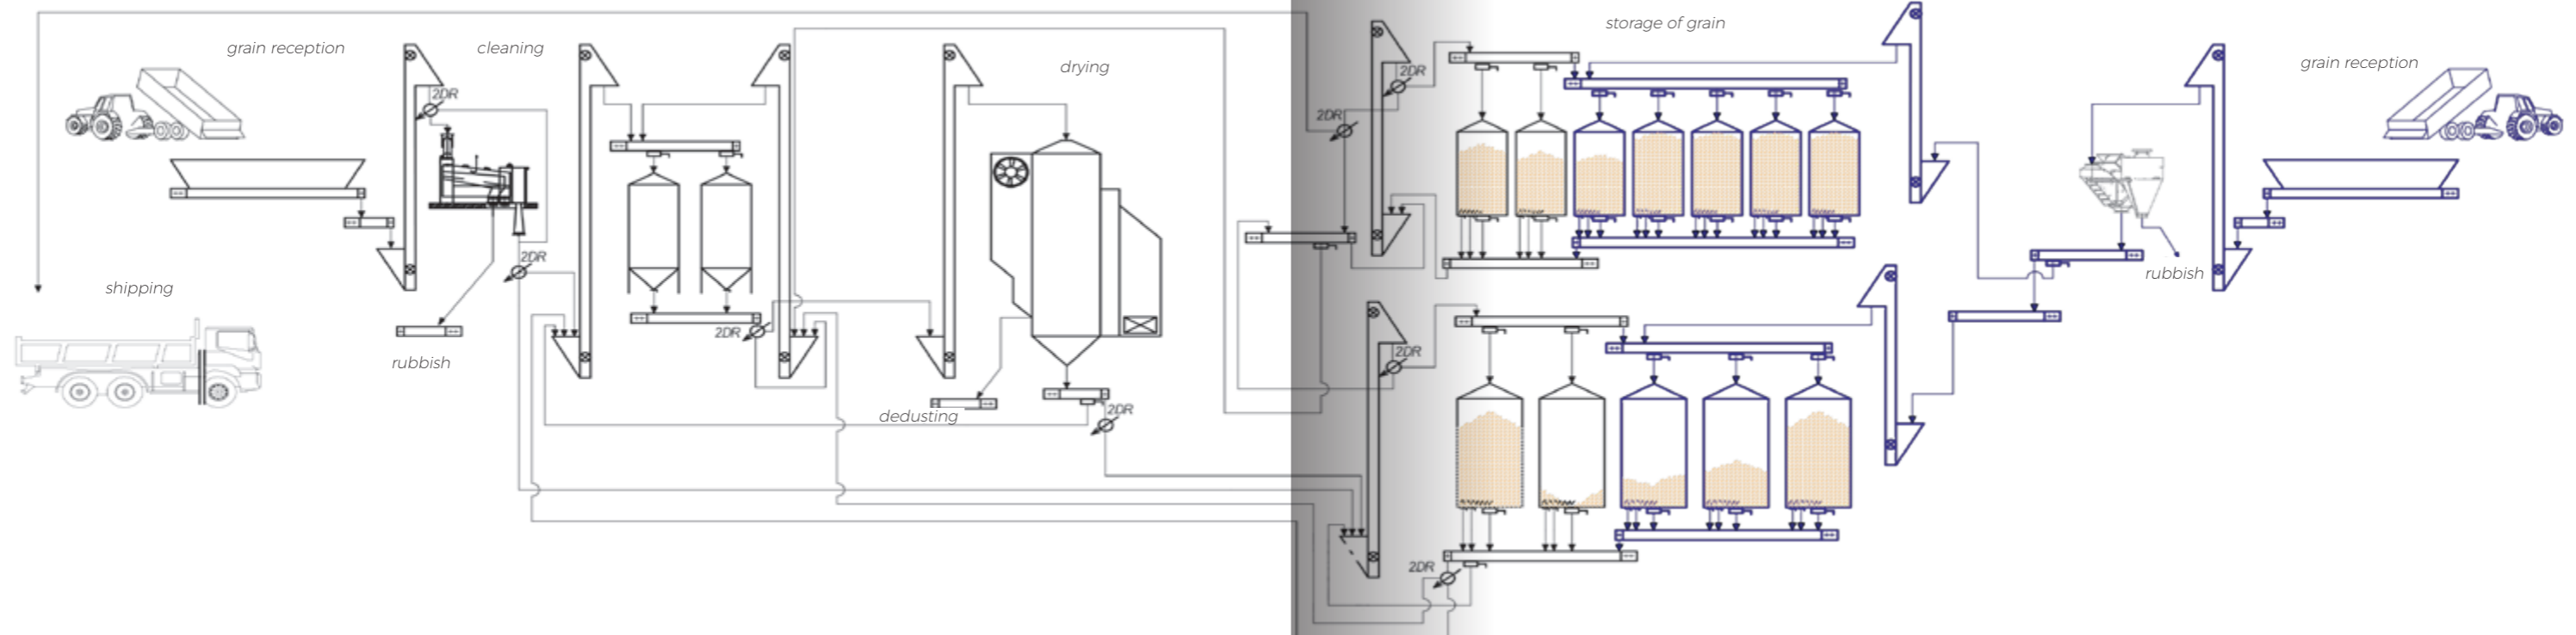 storage of grain
grain reception
cleaning
drying
grain reception
2DR
2DR
2DR
2DR
shipping
rubbish
2DR
rubbish
2DR
dedusting
2DR
2DR